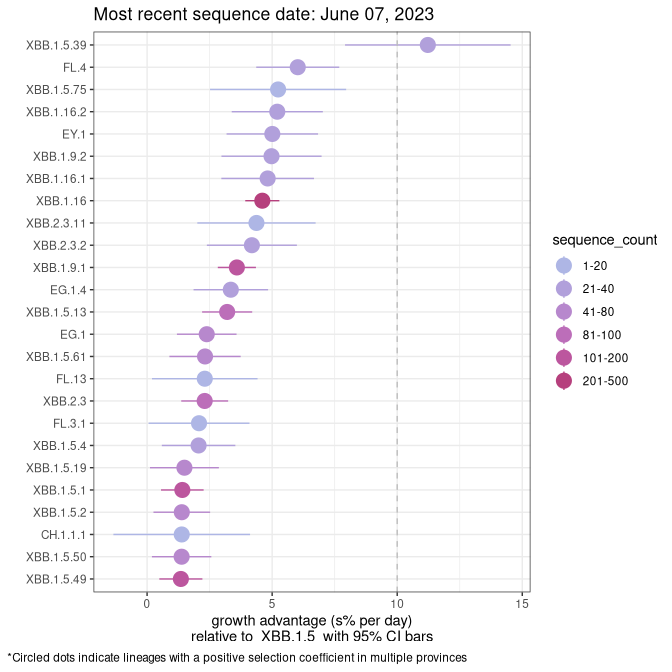 Most recent sequence date: June 07, 2023
XBB.1.5.39
FL.4
XBB.1.5.75
XBB.1.16.2
EY.1
XBB.1.9.2
XBB.1.16.1
XBB.1.16
XBB.2.3.11
XBB.2.3.2
XBB.1.9.1
EG.1.4
XBB.1.5.13
EG.1
XBB.1.5.61
FL.13
XBB.2.3
FL.3.1
XBB.1.5.4
XBB.1.5.19
XBB.1.5.1
XBB.1.5.2
CH.1.1.1
XBB.1.5.50
XBB.1.5.49
0 5 10 15
growth advantage (s% per day)
relative to XBB.1.5 with 95% CI bars
sequence_count
1-20
21-40
41-80
81-100
101-200
201-500
*Circled dots indicate lineages with a positive selection coefficient in multiple provinces